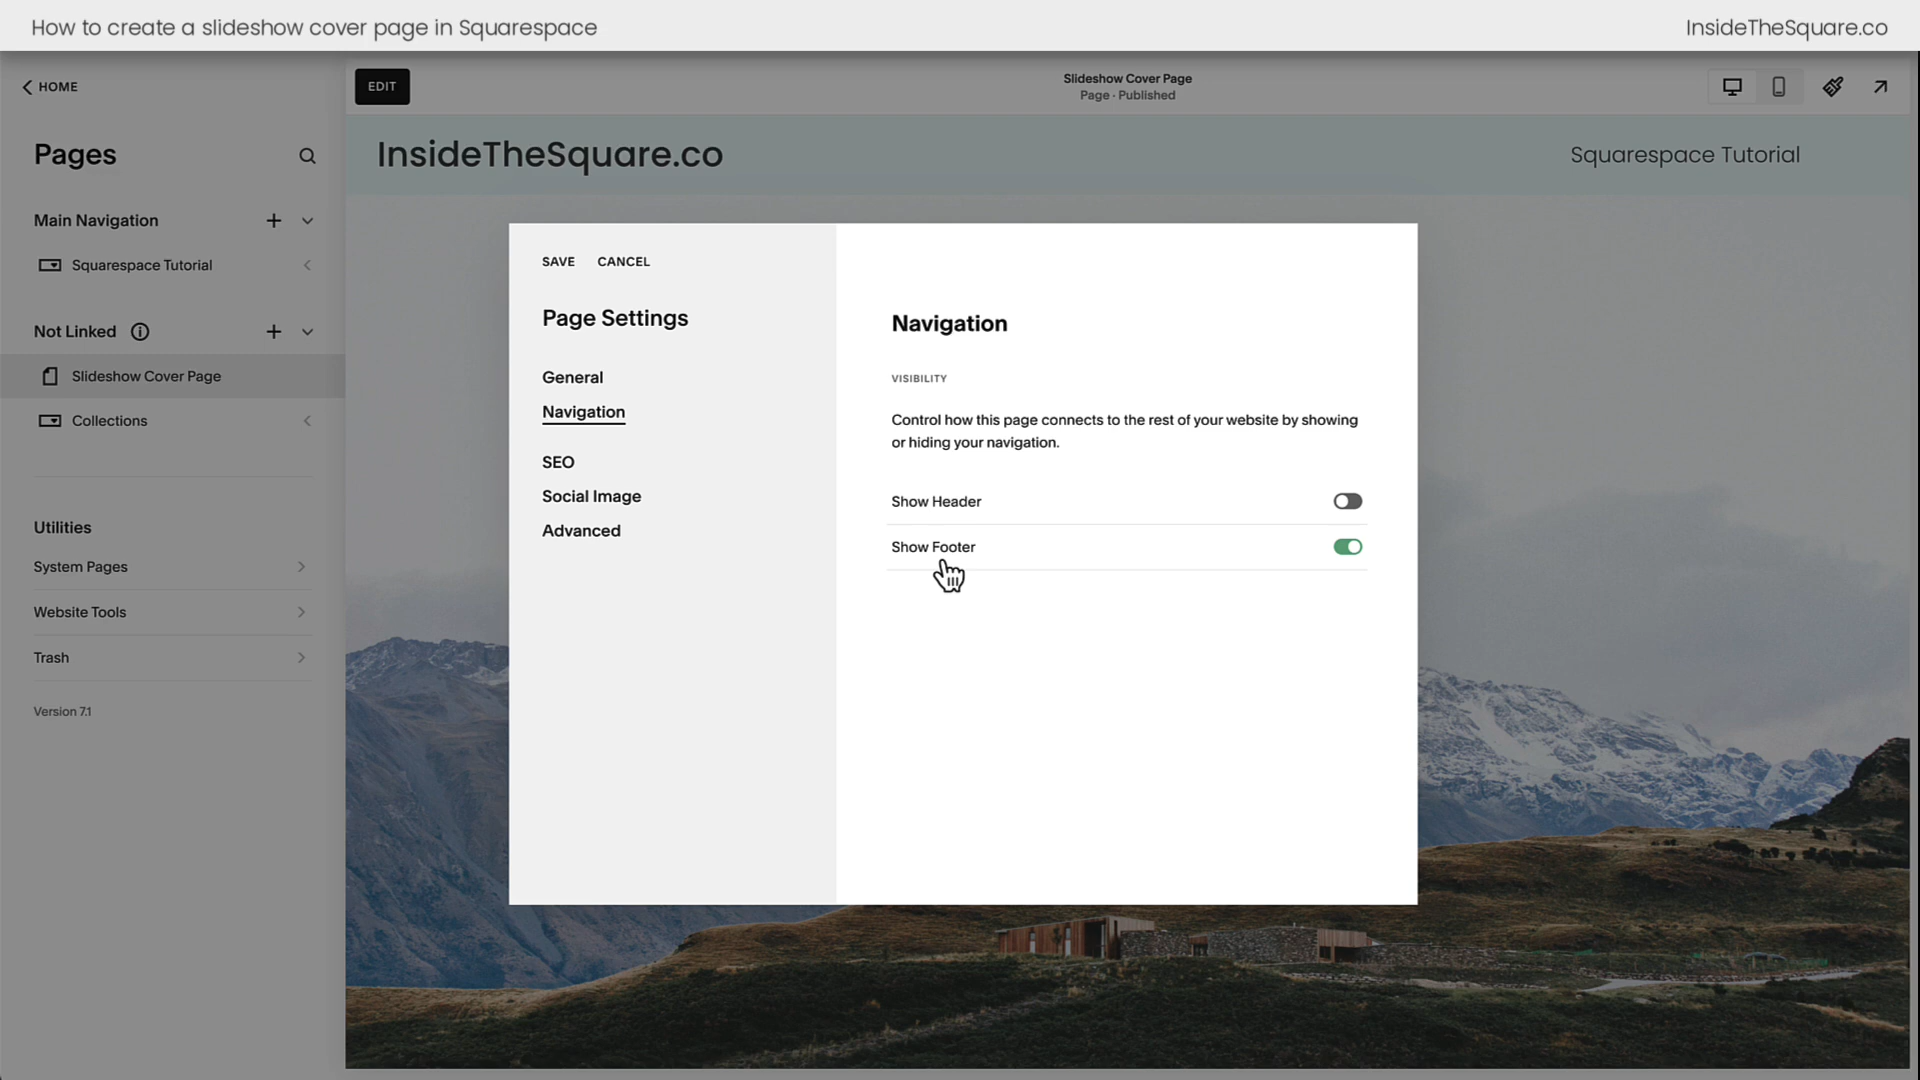 How to create a slideshow cover page in Squarespace
InsideTheSquare.co
HOME
EDIT
Slideshow Cover Page
Page · Published
Pages
InsideTheSquare.co
Squarespace Tutorial
Main Navigation
Squarespace Tutorial
Not Linked
Slideshow Cover Page
Collections
Utilities
System Pages
Website Tools
Trash
Version 7.1
SAVE CANCEL
Page Settings
General
Navigation
SEO
Social Image
Advanced
Navigation
VISIBILITY
Control how this page connects to the rest of your website by showing
or hiding your navigation.
Show Header
Show Footer